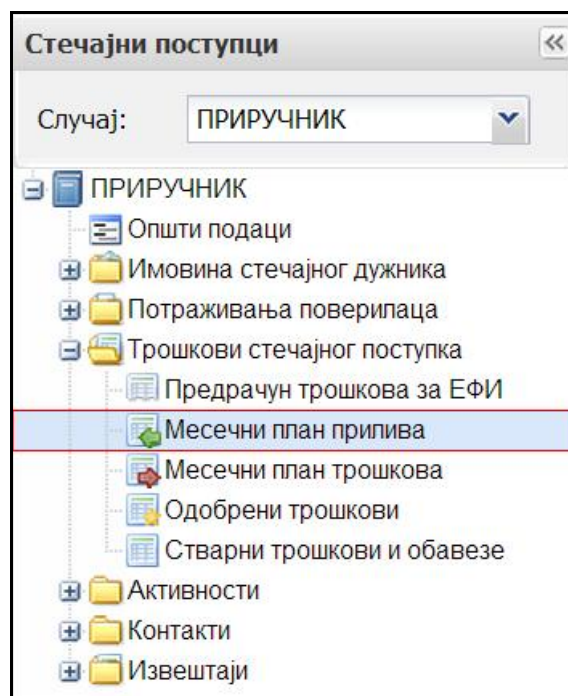 Стечајни поступци
Случај: ПРИРУЧНИК
ПРИРУЧНИК
Општи подаци
Имовина стечајног дужника
Потраживања поверилаца
Трошкови стечајног поступка
Предрачун трошкова за ЕФИ
Месечни план прилива
Месечни план трошкова
Одобрени трошкови
Стварни трошкови и обавезе
Активности
Контакти
Извештаји